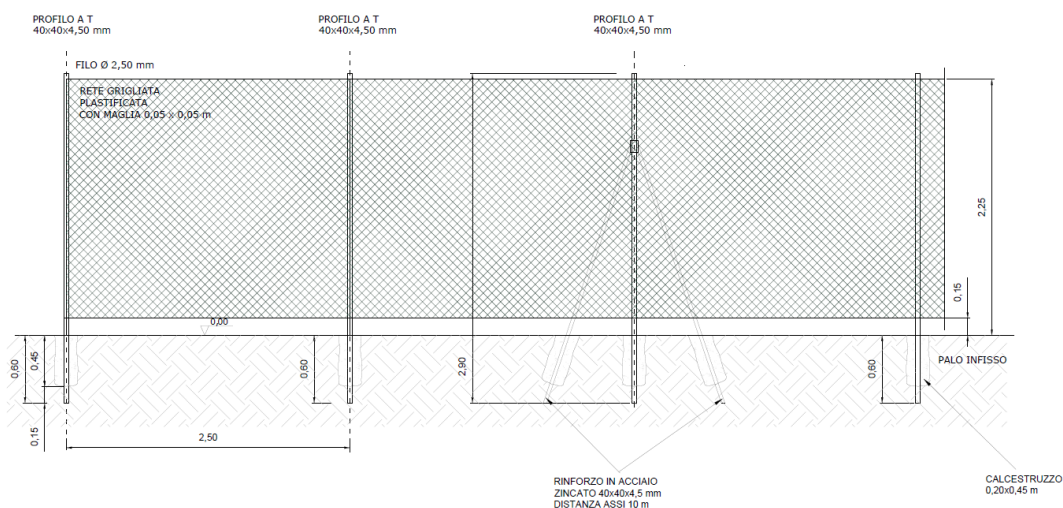 PROFILO A T
40x40x4,50 mm
PROFILO A T
40x40x4,50 mm
PROFILO A T
40x40x4,50 mm
FILO Ø 2,50 mm
RETE GRIGLIATA
PLASTIFICATA
CON MAGLIA 0,05 x 0,05 m
2,25
0,15
0,00
0,60
0,45
0,15
0,60
2,90
0,60
PALO INFISSO
2,50
RINFORZO IN ACCIAIO
ZINCATO 40x40x4,5 mm
DISTANZA ASSI 10 m
CALCESTRUZZO
0,20x0,45 m